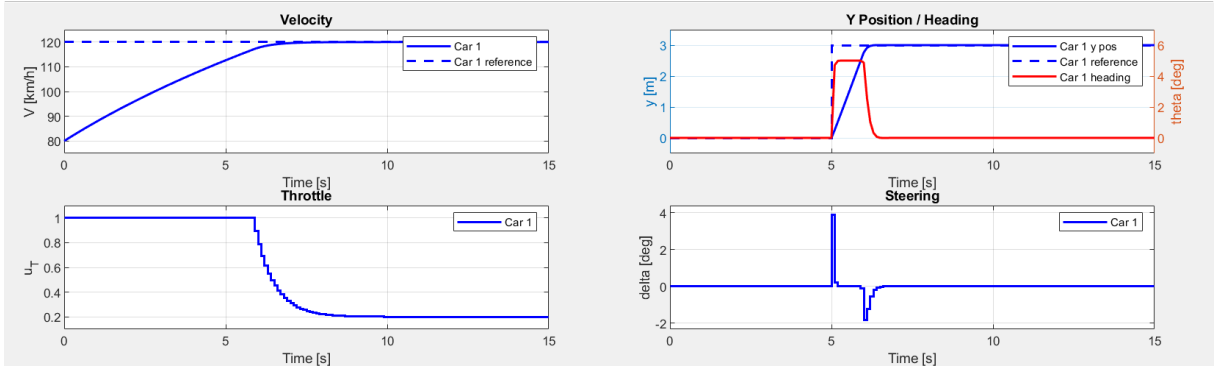 Velocity
V [km/h]
120
110
100
90
80
Car 1
Car 1 reference
0
5
10
15
Time [s]
Y Position / Heading
y [m]
3
2
1
0
Car 1 y pos
Car 1 reference
Car 1 heading
6
4
2
0
theta [deg]
0
5
10
15
Time [s]
Throttle
u_T
1
0.8
0.6
0.4
0.2
Car 1
0
5
10
15
Time [s]
Steering
delta [deg]
4
2
0
-2
Car 1
0
5
10
15
Time [s]